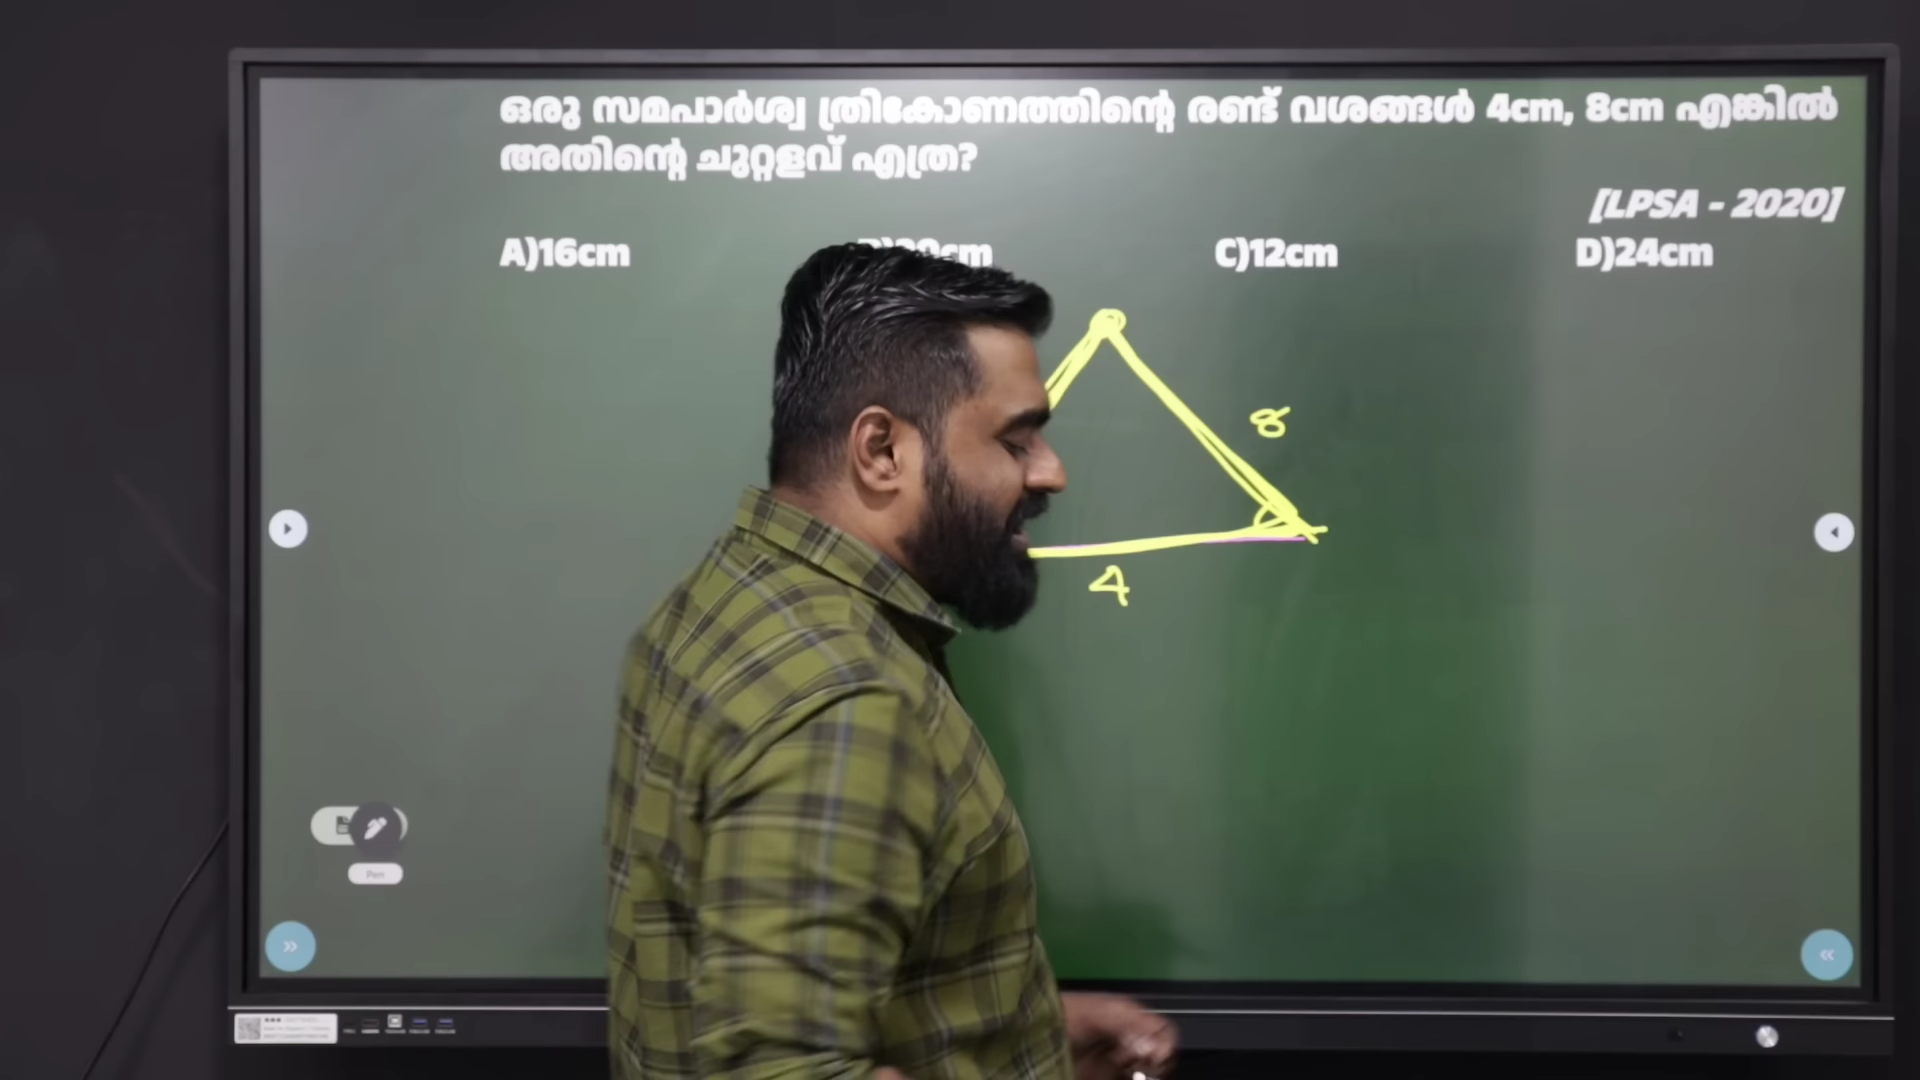 ഒരു സമപാർശ്വ ത്രികോണത്തിന്റെ രണ്ട് വശങ്ങൾ 4cm, 8cm എങ്കിൽ
അതിന്റെ ചുറ്റളവ് എത്ര?
[LPSA - 2020]
A)16cm C)12cm D)24cm
8
4
Pen